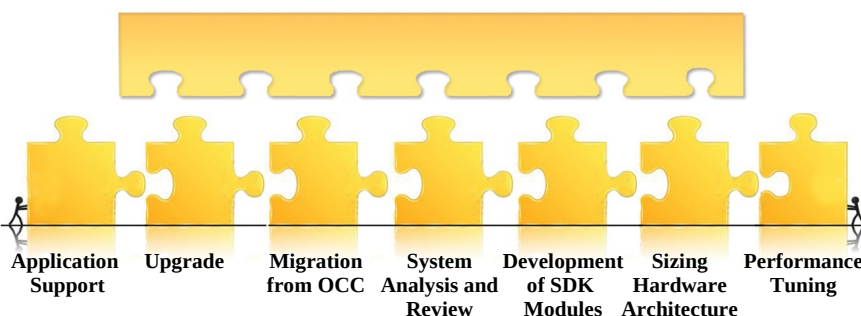 Application Support
Upgrade
Migration from OCC
System Analysis and Review
Development of SDK Modules
Sizing Hardware Architecture
Performance Tuning